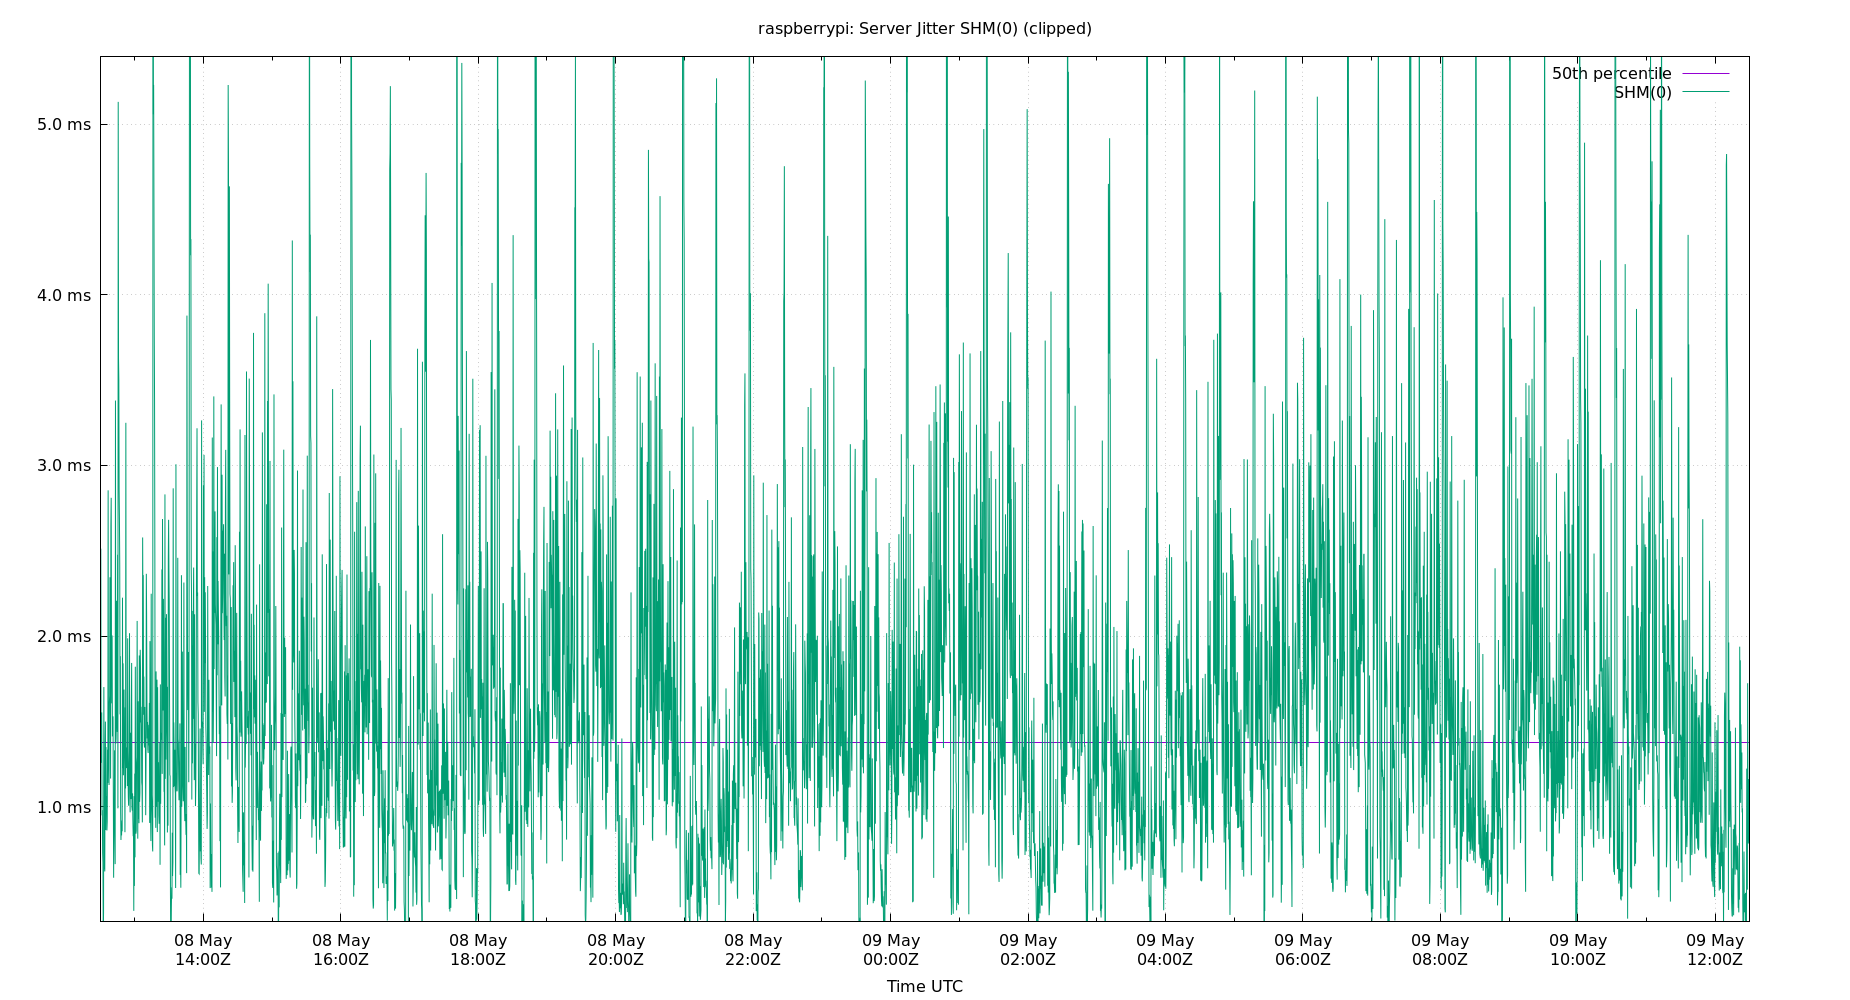 raspberrypi: Server Jitter SHM(0) (clipped)
50th percentile
SHM(0)
5.0 ms
4.0 ms
3.0 ms
2.0 ms
1.0 ms
08 May 08 May 08 May 08 May 08 May 09 May 09 May 09 May 09 May 09 May 09 May 09 May
14:00Z 16:00Z 18:00Z 20:00Z 22:00Z 00:00Z 02:00Z 04:00Z 06:00Z 08:00Z 10:00Z 12:00Z
Time UTC